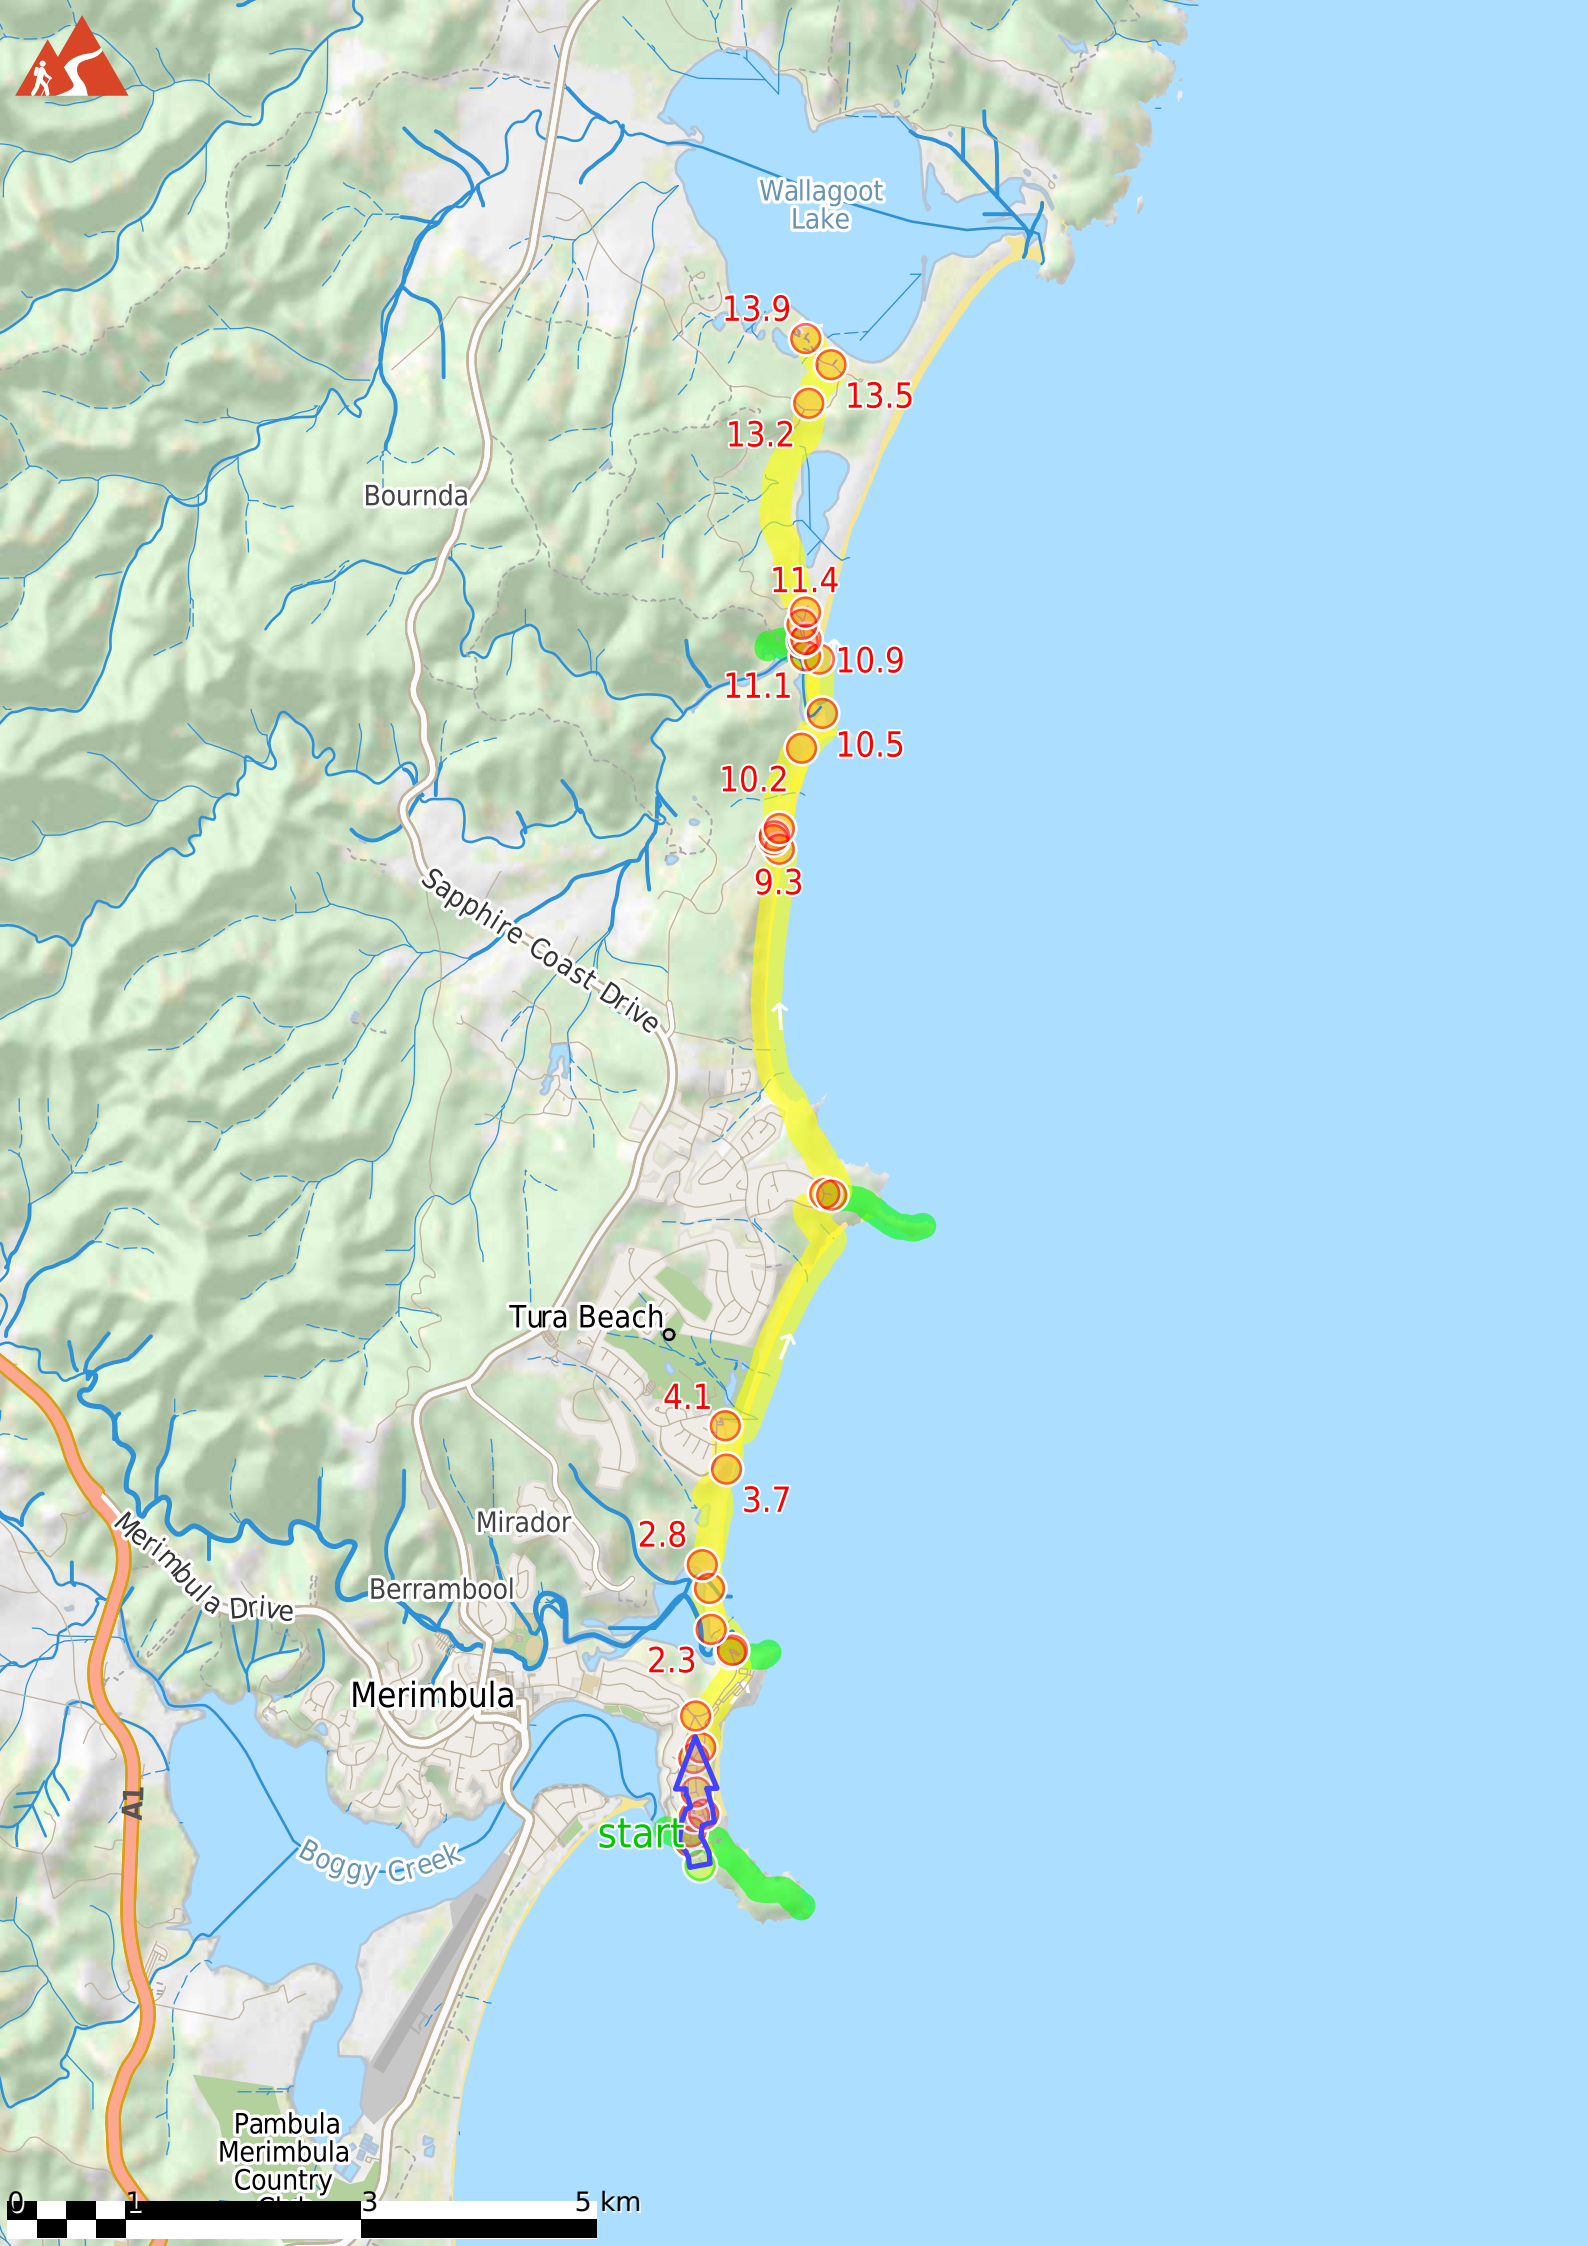 Wallagoot
Lake
13.9
13.5
13.2
Bournda
11.4
10.9
11.1
10.5
10.2
9.3
Sapphire Coast Drive
Tura Beach
4.1
3.7
2.8
Mirador
Merimbula Drive
Berrambool
2.3
Merimbula
A1
start
Boggy Creek
Pambula
Merimbula
Country
0 1 3 5 km